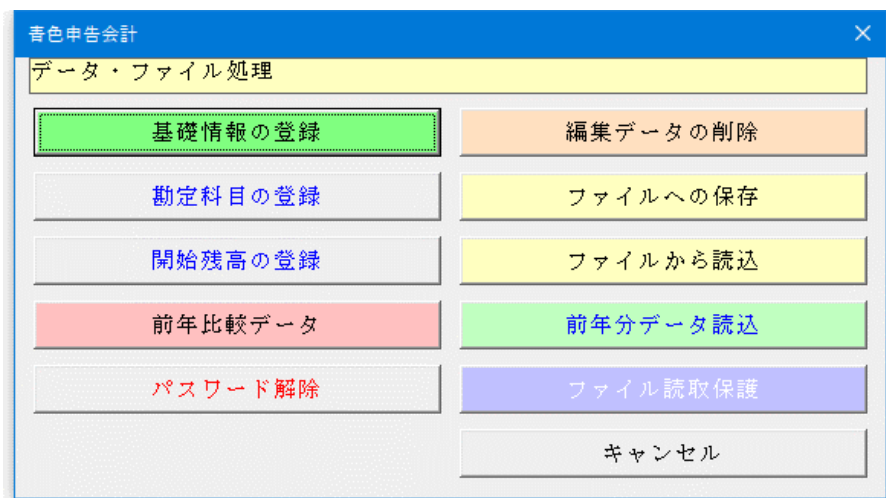 青色申告会計
データ・ファイル処理
基礎情報の登録
編集データの削除
勘定科目の登録
ファイルへの保存
開始残高の登録
ファイルから読込
前年比較データ
前年分データ読込
パスワード解除
ファイル読取保護
キャンセル